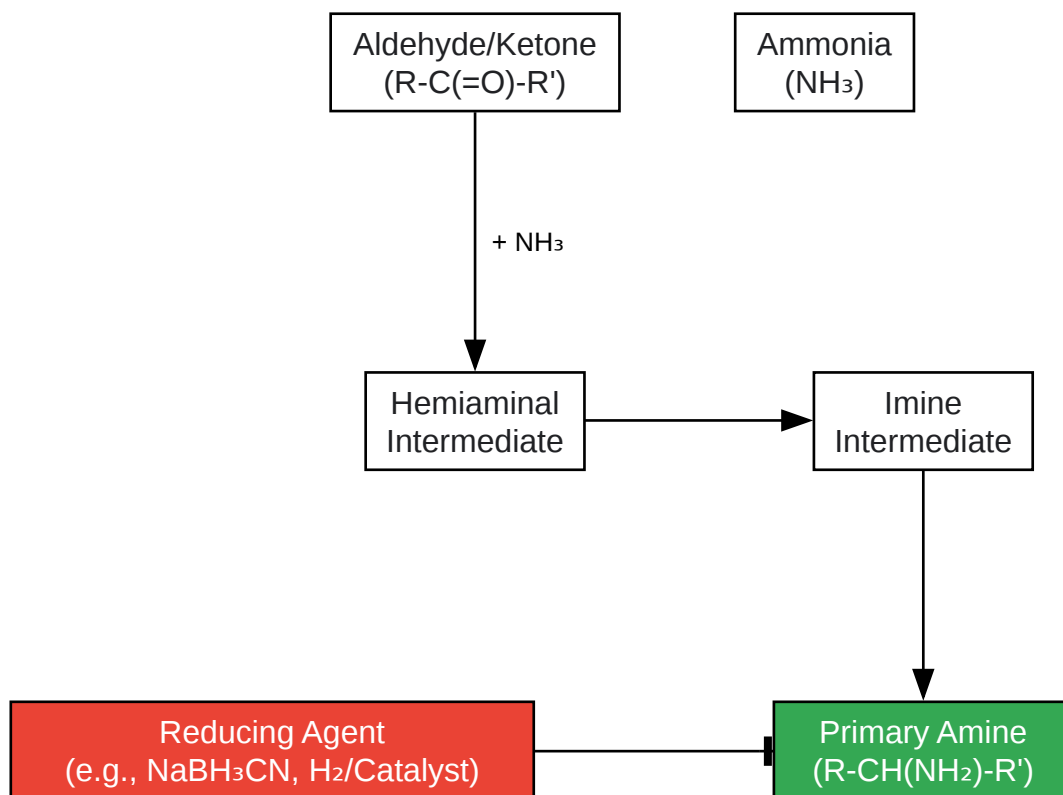 Aldehyde/Ketone
(R-C(=O)-R')
Ammonia
(NH₃)
+ NH₃
Hemiaminal
Intermediate
Imine
Intermediate
Reducing Agent
(e.g., NaBH₃CN, H₂/Catalyst)
Primary Amine
(R-CH(NH₂)-R')